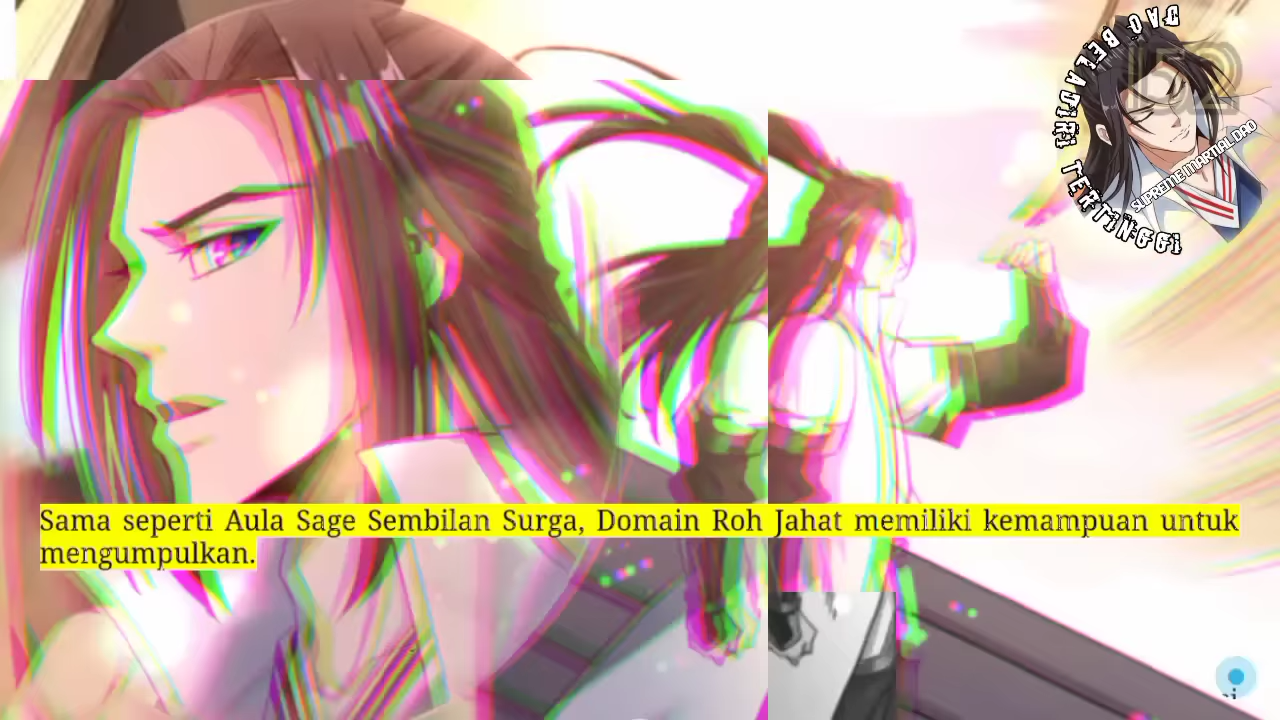 DAO BELADIRI TERTINGGI
152
SUPREME MARTIAL DAO
Sama seperti Aula Sage Sembilan Surga, Domain Roh Jahat memiliki kemampuan untuk
mengumpulkan.